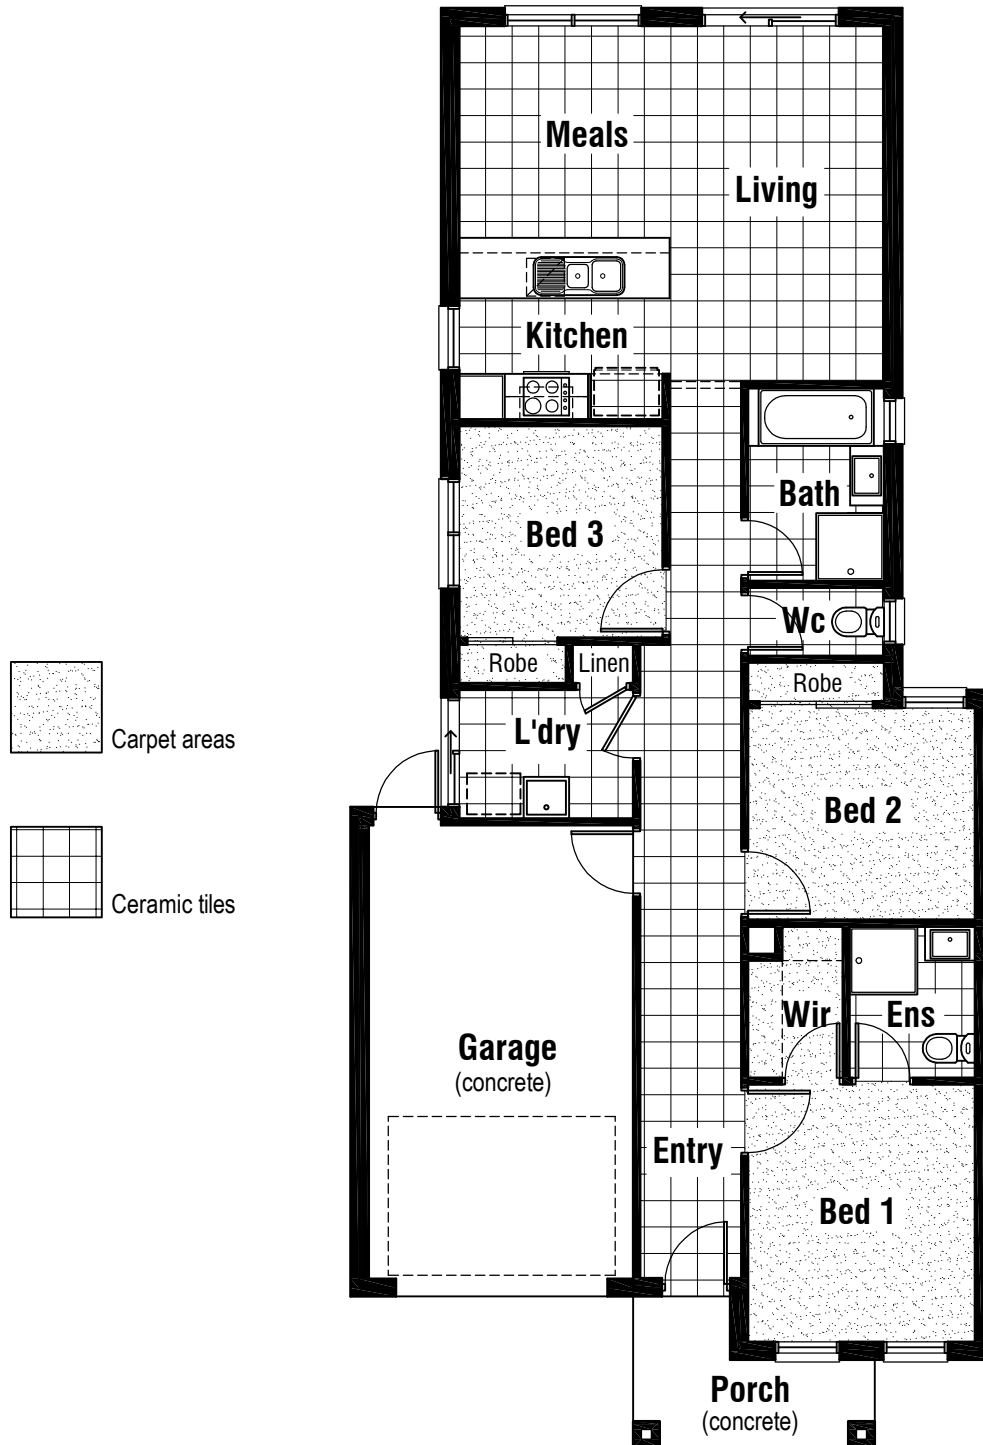 Meals
Living
Kitchen
Bath
Bed 3
Wc
Robe
Linen
Robe
L'dry
Carpet areas
Bed 2
Ceramic tiles
Wir
Ens
Garage
(concrete)
Entry
Bed 1
Porch
(concrete)